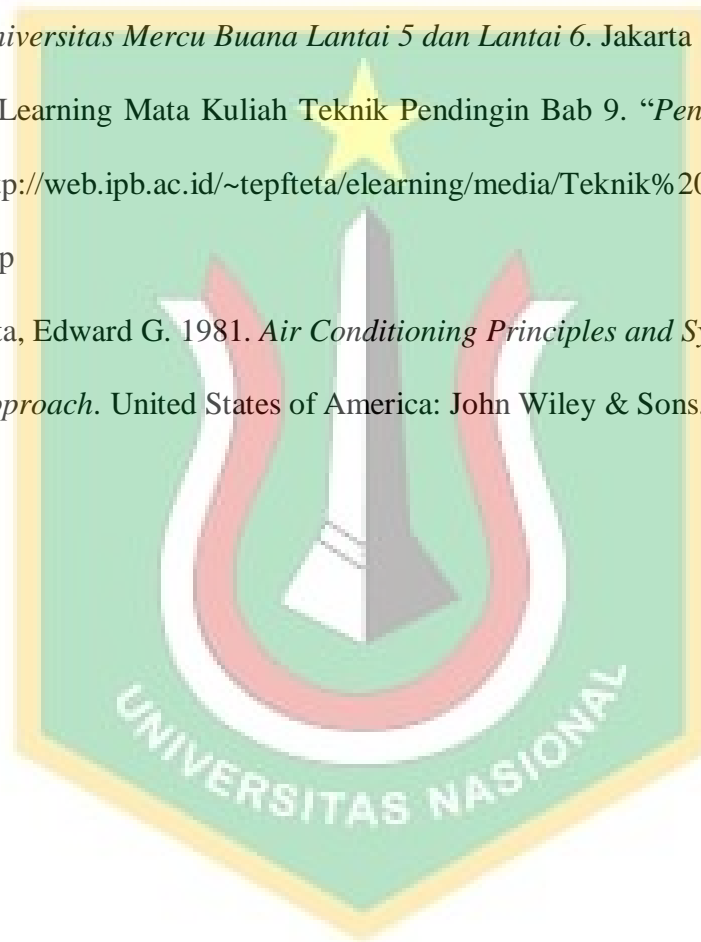 niversitas Mercu Buana Lantai 5 dan Lantai 6. Jakarta
Learning Mata Kuliah Teknik Pendingin Bab 9. “Pen
tp://web.ipb.ac.id/~tepfteta/elearning/media/Teknik%20
p
ta, Edward G. 1981. Air Conditioning Principles and Sy
pproach. United States of America: John Wiley & Sons.
UNIVERSITAS NASIONAL